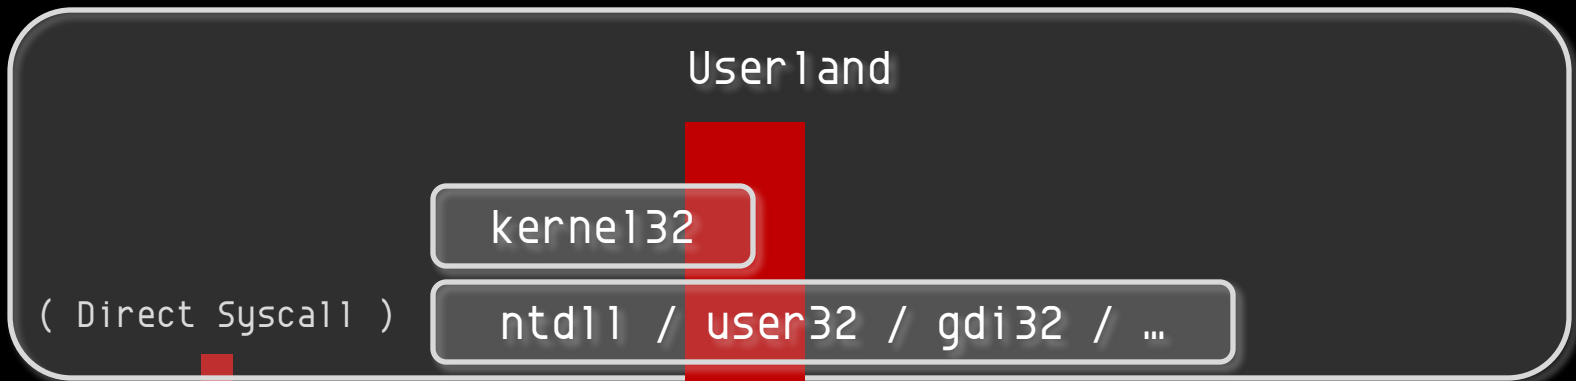 Userland
kernel32
( Direct Syscall )
ntdll / user32 / gdi32 / …